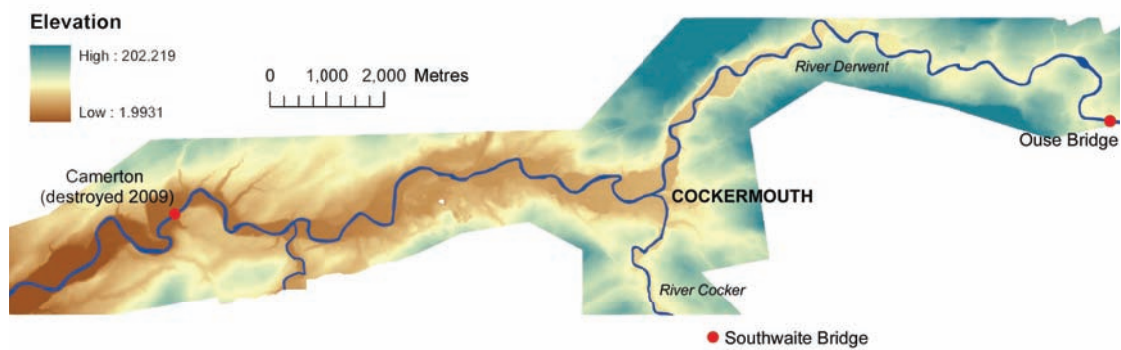 Elevation
High : 202.219
Low : 1.9931
0 1,000 2,000 Metres
River Derwent
Ouse Bridge
Camerton
(destroyed 2009)
COCKERMOUTH
River Cocker
Southwaite Bridge